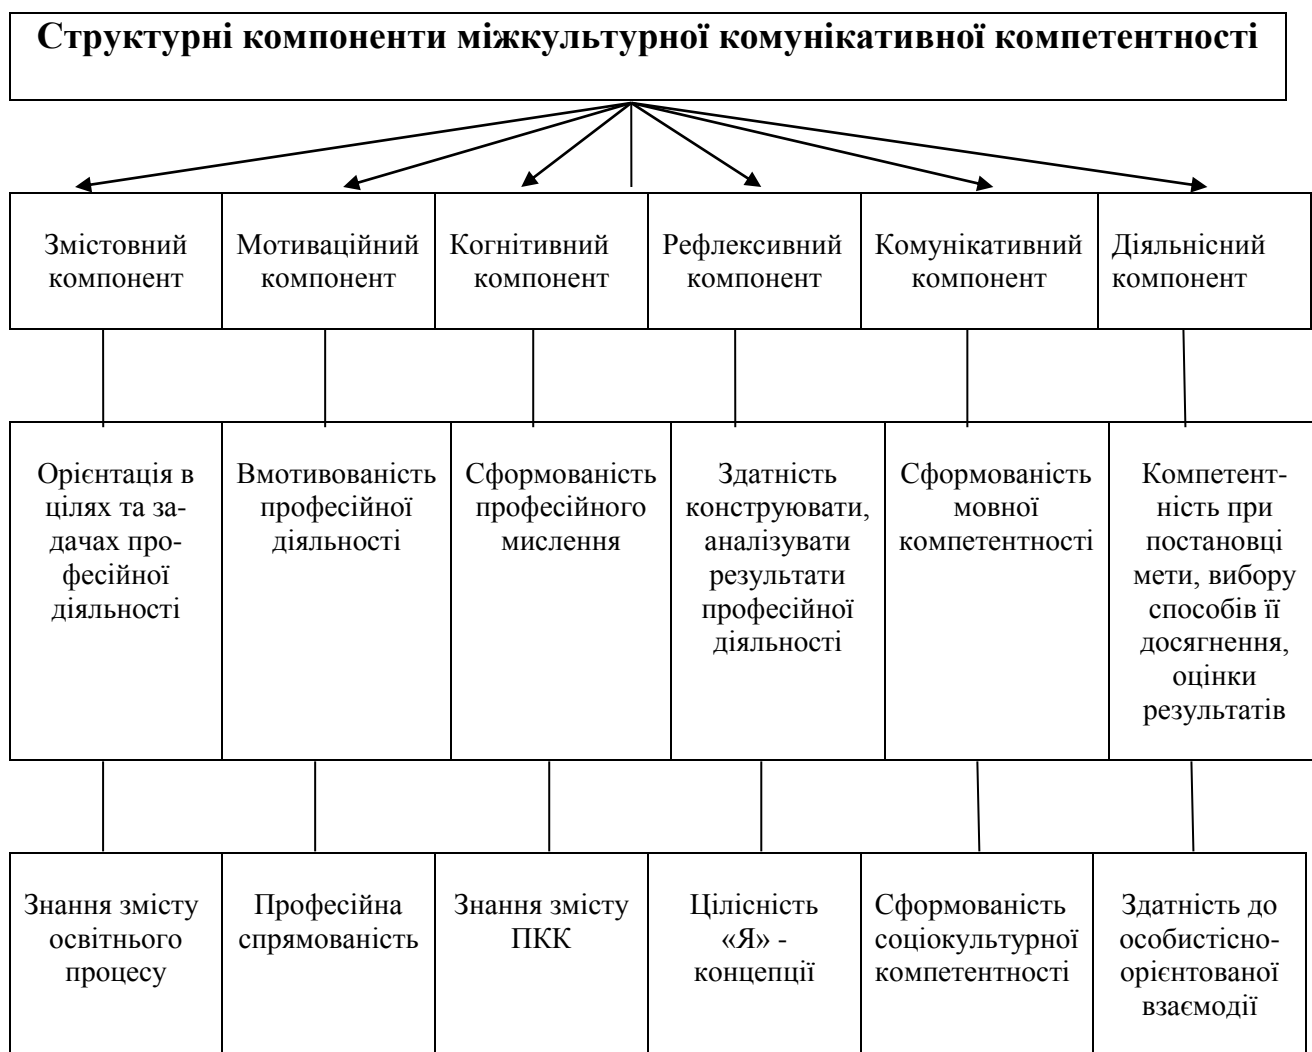 Структурні компоненти міжкультурної комунікативної компетентності
Змістовний
компонент
Мотиваційний
компонент
Когнітивний
компонент
Рефлексивний
компонент
Комунікативний
компонент
Діяльнісний
компонент
Орієнтація в
цілях та за-
дачах про-
фесійної
діяльності
Вмотивованість
професійної
діяльності
Сформованість
професійного
мислення
Здатність
конструювати,
аналізувати
результати
професійної
діяльності
Сформованість
мовної
компетентності
Компетент-
ність при
постановці
мети, вибору
способів її
досягнення,
оцінки
результатів
Знання змісту
освітнього
процесу
Професійна
спрямованість
Знання змісту
ПКК
Цілісність
«Я» -
концепції
Сформованість
соціокультурної
компетентності
Здатність до
особистісно-
орієнтованої
взаємодії